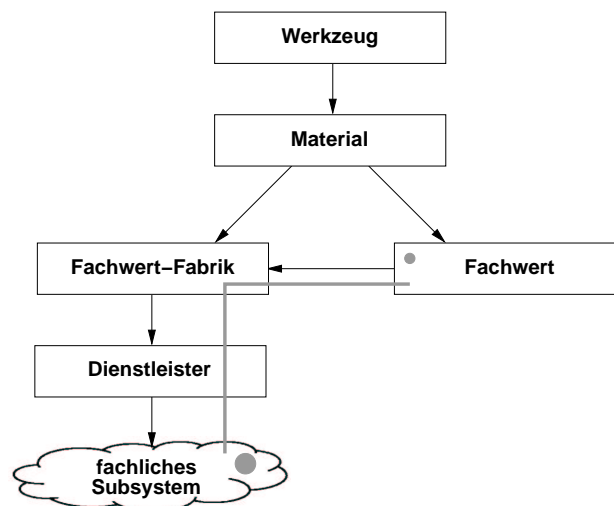 Werkzeug
Material
Fachwert–Fabrik
Fachwert
Dienstleister
fachliches
Subsystem